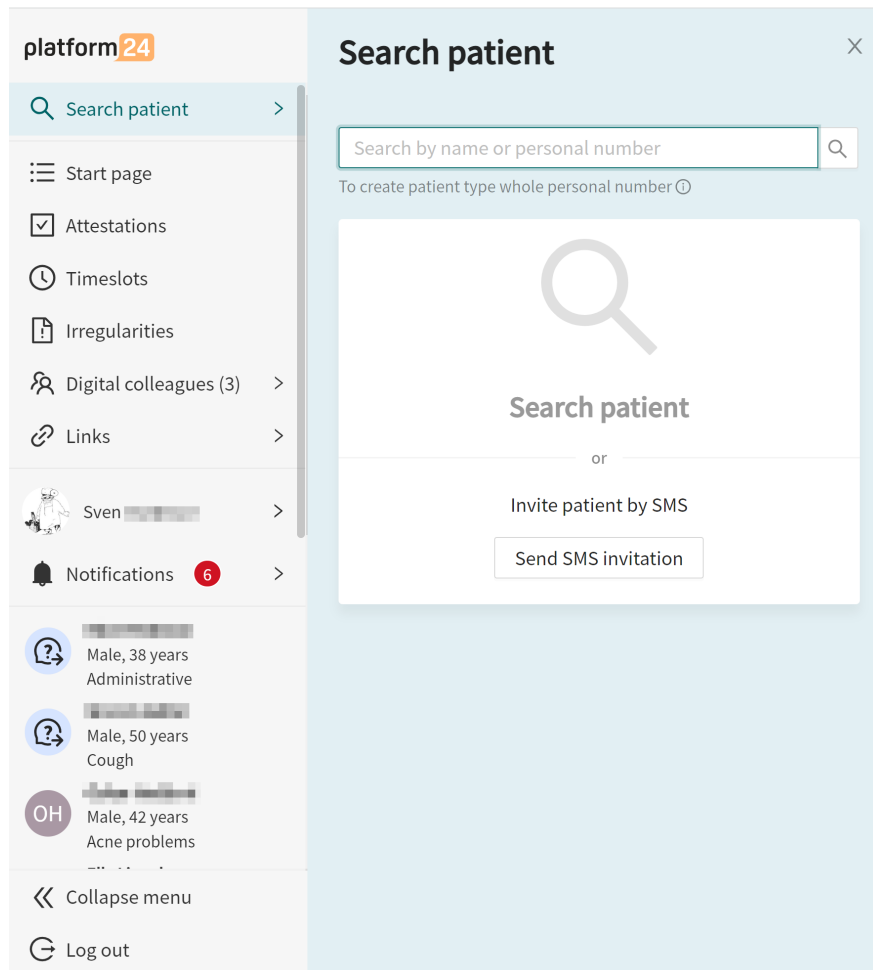 platform24
Search patient
Start page
Attestations
Timeslots
Irregularities
Digital colleagues (3)
Links
Sven
Notifications 6
Male, 38 years
Administrative
Male, 50 years
Cough
OH
Male, 42 years
Acne problems
Collapse menu
Log out
Search patient
Search by name or personal number
To create patient type whole personal number
Search patient
or
Invite patient by SMS
Send SMS invitation